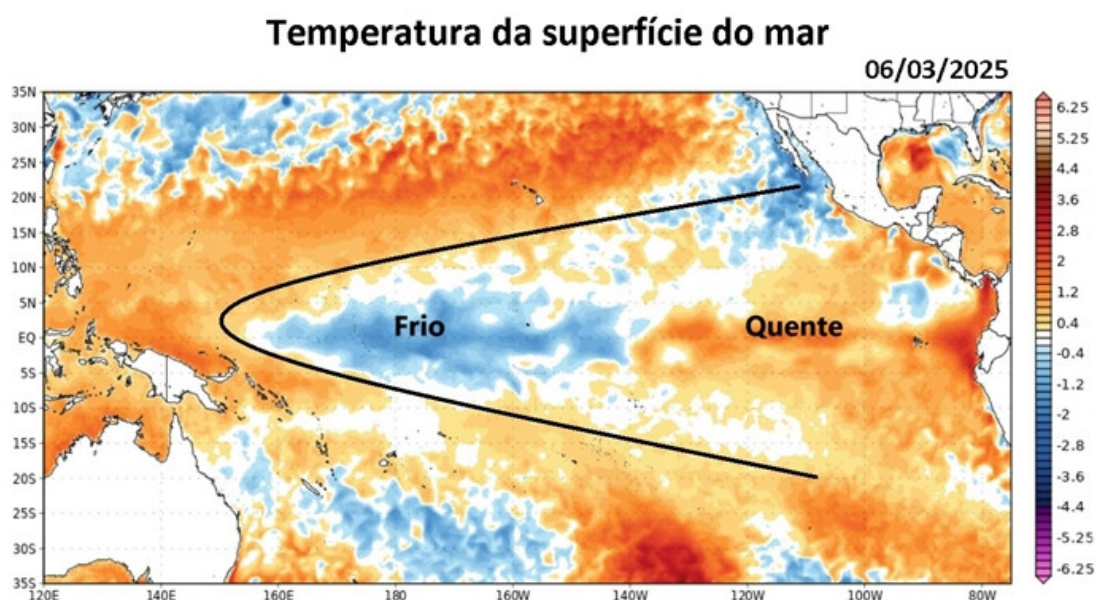 Temperatura da superfície do mar
06/03/2025
35N
30N
25N
20N
15N
10N
5N
EQ
5S
10S
15S
20S
25S
30S
35S
Frio
Quente
120E 140E 160E 180 160W 140W 120W 100W 80W
6.25
5.25
4.4
3.6
2.8
2
1.2
0.4
-0.4
-1.2
-2
-2.8
-3.6
-4.4
-5.25
-6.25